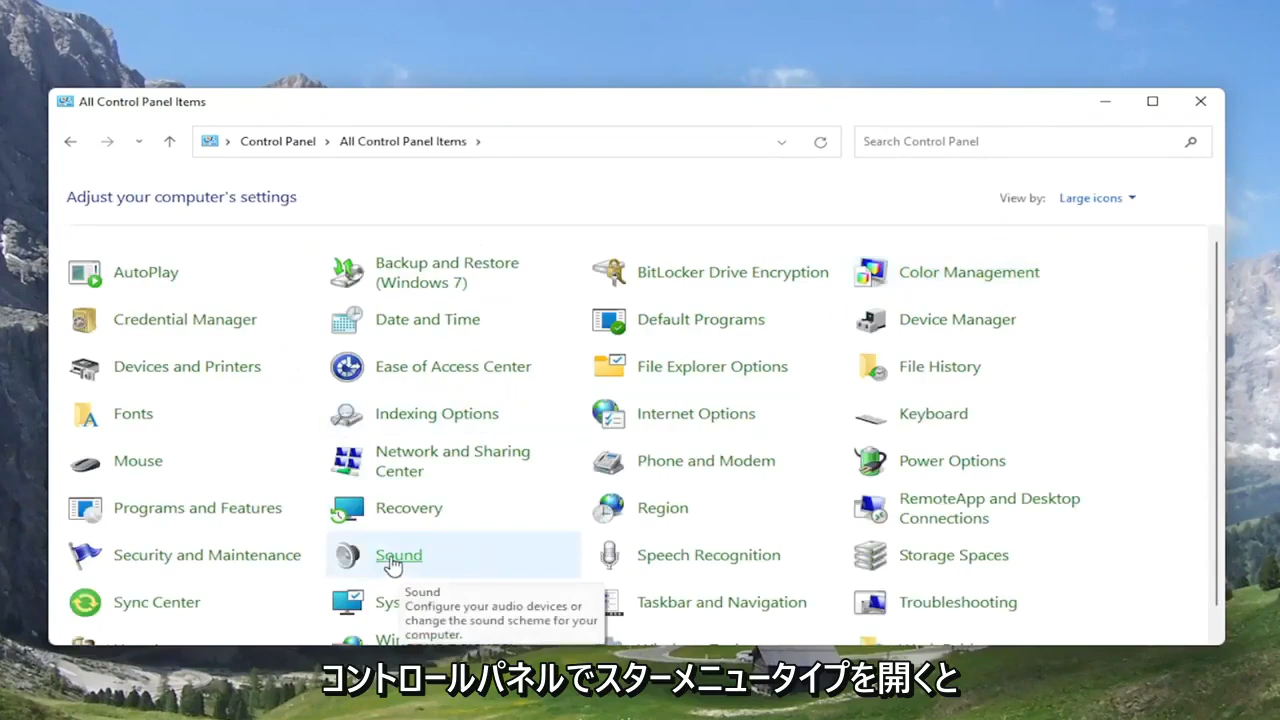 All Control Panel Items
Control Panel
All Control Panel Items
Search Control Panel
Adjust your computer's settings
View by:
Large icons
AutoPlay
Backup and Restore
(Windows 7)
BitLocker Drive Encryption
Color Management
Credential Manager
Date and Time
Default Programs
Device Manager
Devices and Printers
Ease of Access Center
File Explorer Options
File History
Fonts
Indexing Options
Internet Options
Keyboard
Mouse
Network and Sharing
Center
Phone and Modem
Power Options
Programs and Features
Recovery
Region
RemoteApp and Desktop
Connections
Security and Maintenance
Sound
Speech Recognition
Storage Spaces
Sync Center
Sys
Taskbar and Navigation
Troubleshooting
Sound
Configure your audio devices or
change the sound scheme for your
computer.
コントロールパネルでスターメニュータイプを開くと